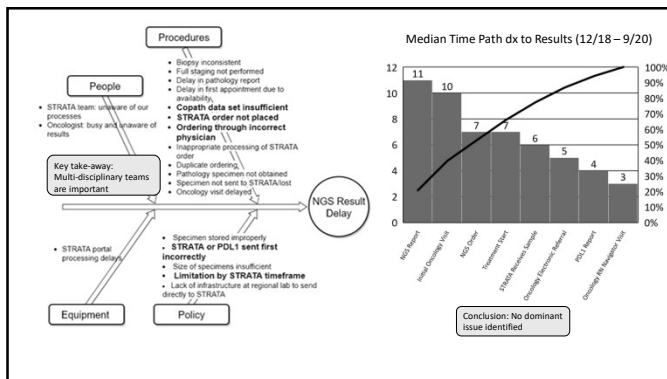 Procedures
• Biopsy inconsistent
• Full staging not performed
• Delay in pathology report
• Delay in first appointment due to
availability
• Copath data set insufficient
• STRATA order not placed
• Ordering through incorrect
physician
• Inappropriate processing of STRATA
order
• Duplicate ordering
• Pathology specimen not obtained
• Specimen not sent to STRATA/lost
• Oncology visit delayed
People
• STRATA team: unaware of our
processes
• Oncologist: busy and unaware of
results
Key take-away:
Multi-disciplinary teams
are important
NGS Result
Delay
• STRATA portal
processing delays
• Specimen stored improperly
• STRATA or PDL1 sent first
incorrectly
• Size of specimens insufficient
• Limitation by STRATA timeframe
• Lack of infrastructure at regional lab to send
directly to STRATA
Equipment
Policy
Median Time Path dx to Results (12/18 – 9/20)
12
10
8
6
4
2
0
11
10
7
7
6
5
4
3
100%
90%
80%
70%
60%
50%
40%
30%
20%
10%
0%
NGS Report
Initial Oncology Visit
NGS Order
Treatment Start
STRATA Receives Sample
Oncology Electronic Referral
PDL1 Report
Oncology RN Navigator Visit
Conclusion: No dominant
issue identified